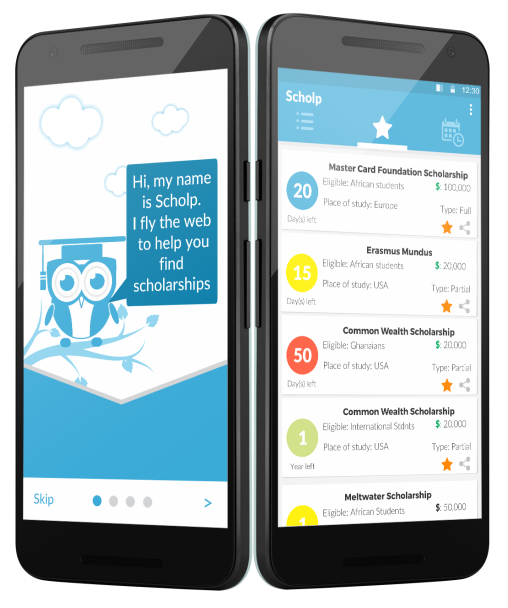 Hi, my name
is Scholp.
I fly the web
to help you
find
scholarships
Skip
>
12:30
Scholp
Master Card Foundation Scholarship
20
Eligible: African students
$: 100,000
Place of study: Europe
Type: Full
Day(s) left
Erasmus Mundus
15
Eligible: African students
$: 20,000
Place of study: USA
Type: Partial
Day(s) left
Common Wealth Scholarship
50
Eligible: Ghanaians
$: 20.000
Place of study: USA
Type: Partial
Day(s) left
Common Wealth Scholarship
1
Eligible: International Stdnts
$: 20,000
Place of study: USA
Type: Partial
Year left
Meltwater Scholarship
1
Eligible: African Students
$: 50,000